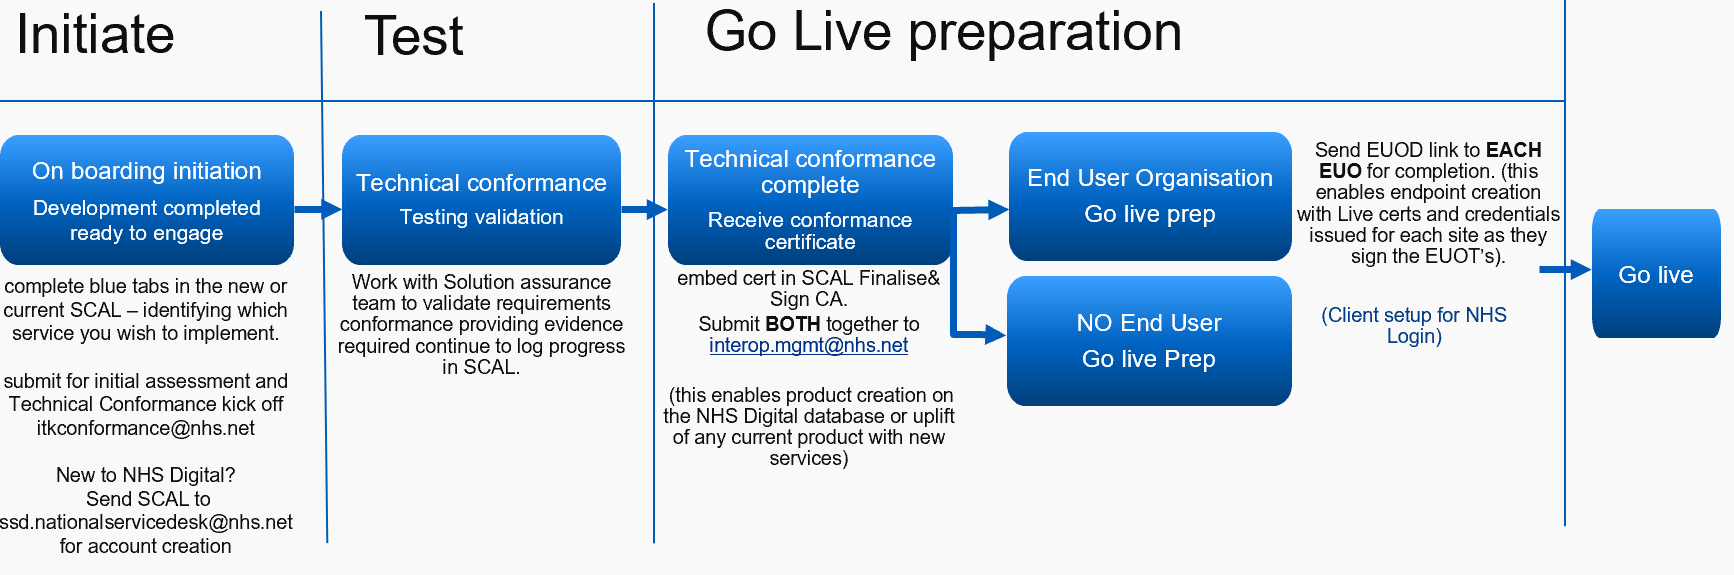 Initiate
Test
Go Live preparation
On boarding initiation
Development completed
ready to engage
complete blue tabs in the new or
current SCAL – identifying which
service you wish to implement.
submit for initial assessment and
Technical Conformance kick off
itkconformance@nhs.net
New to NHS Digital?
Send SCAL to
ssd.nationalservicedesk@nhs.net
for account creation
Technical conformance
Testing validation
Work with Solution assurance
team to validate requirements
conformance providing evidence
required continue to log progress
in SCAL.
Technical conformance
complete
Receive conformance
certificate
embed cert in SCAL Finalise&
Sign CA.
Submit BOTH together to
interop.mgmt@nhs.net
(this enables product creation on
the NHS Digital database or uplift
of any current product with new
services)
End User Organisation
Go live prep
NO End User
Go live Prep
Send EUOD link to EACH
EUO for completion. (this
enables endpoint creation
with Live certs and credentials
issued for each site as they
sign the EUOT's).
(Client setup for NHS
Login)
Go live